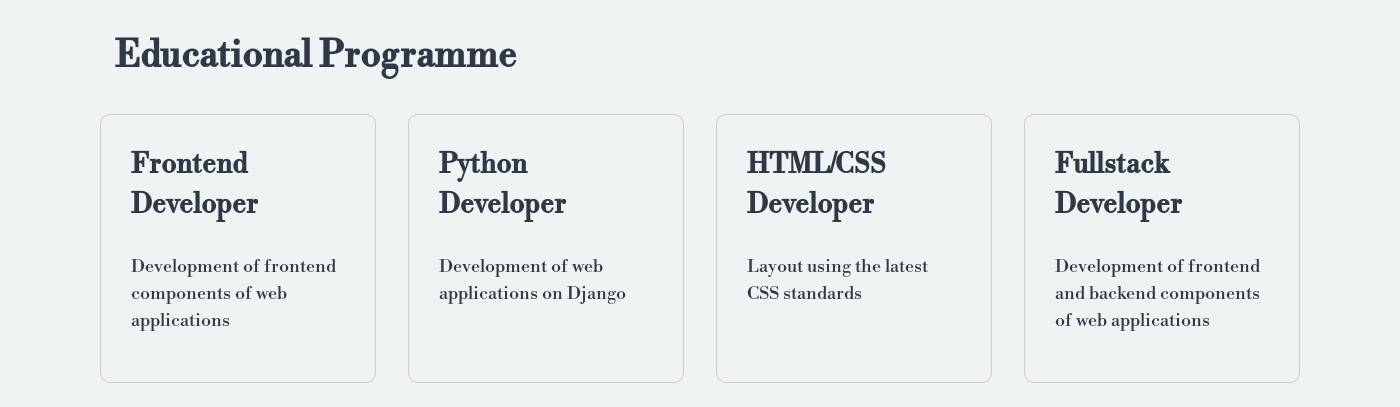 Educational Programme
Frontend
Developer
Development of frontend
components of web
applications
Python
Developer
Development of web
applications on Django
HTML/CSS
Developer
Layout using the latest
CSS standards
Fullstack
Developer
Development of frontend
and backend components
of web applications